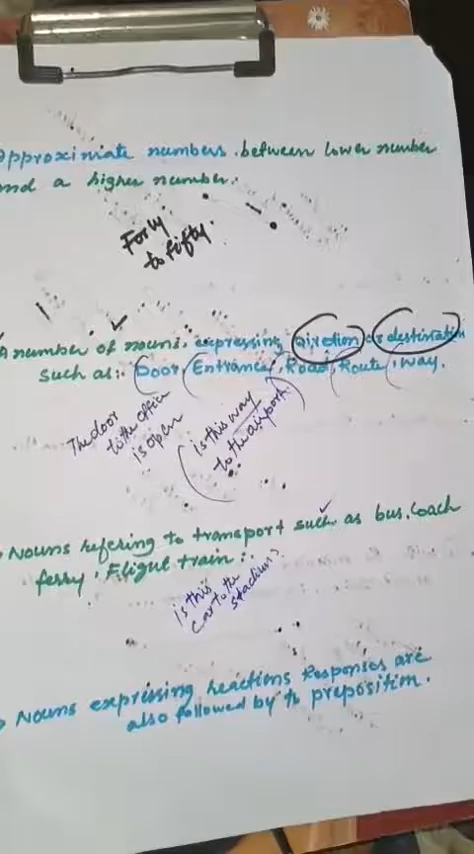 Approximate numbers. between lower number
and a higher number.
Forly
to fifty.
A number of nouns. expressing direction or destination
such as:. Door, Entrance, Road, Route, way.
The door
to the office
is open
is this way
to the airport.
Nouns refering to transport such as bus. Coach
ferry. Fligul train:.
is this
car to the
stadium?
Nouns expressing reactions Responses are
also followed by to preposition.